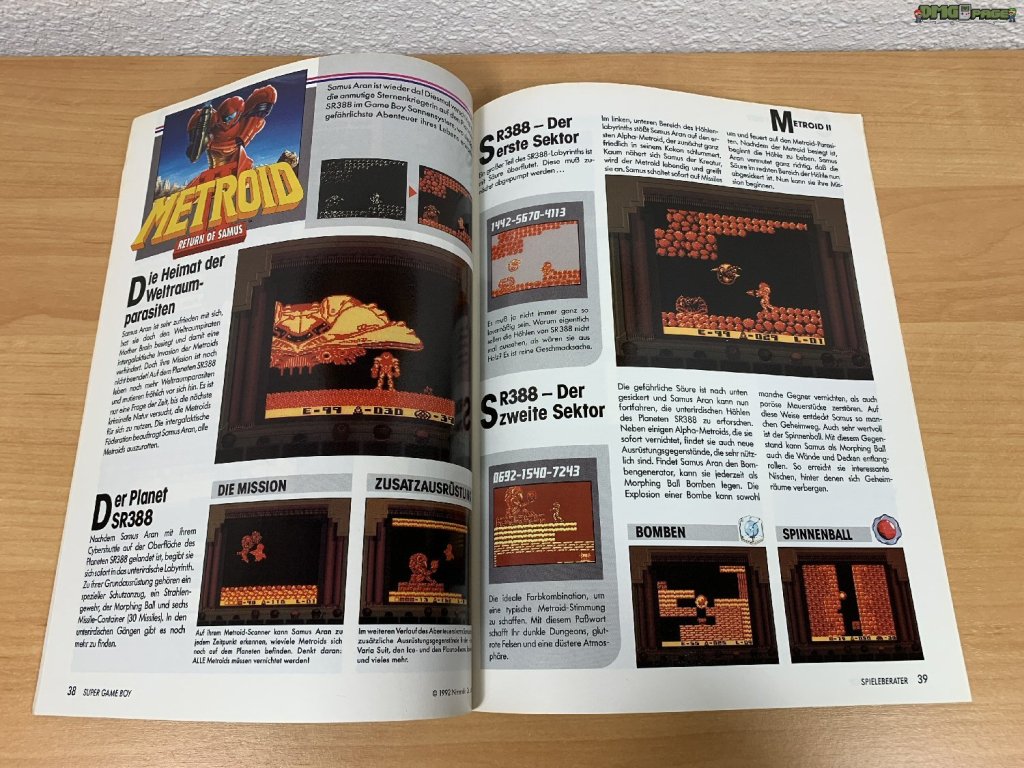 DMG PAGE
METROID
RETURN OF SAMUS
Samus Aran ist wieder da! Diesmal
die anmutige Sternenkriegerin auf dem
SR388 im Game Boy Sonnensystem,
gefährlichste Abenteuer ihres Lebens
Die Heimat der
Weltraum-
parasiten
Samus Aran ist sehr zufrieden mit sich,
hat sie doch den Weltraumpiraten
Mother Brain besiegt und damit eine
intergalaktische Invasion der Metroids
verhindert. Doch ihre Mission ist noch
nicht beendet! Auf dem Planeten SR388
leben noch mehr Weltraumparasiten
und mutieren fröhlich vor sich hin. Es ist
nur eine Frage der Zeit, bis die nächste
kriminelle Natur versucht, die Metroids
für sich zu nutzen. Die intergalaktische
Föderation beauftragt Samus Aran, alle
Metroids auszurotten.
E-99 -030
Der Planet
SR388
Nachdem Samus Aran mit ihrem
Cybershuttle auf der Oberfläche des
Planeten SR388 gelandet ist, begibt sie
sich sofort in das unterirdische Labyrinth.
Zu ihrer Grundausrüstung gehören ein
spezieller Schutzanzug, ein Strahlen-
gewehr, der Morphing Ball und sechs
Missile-Container (30 Missiles). In den
unterirdischen Gängen gibt es noch
mehr zu finden.
DIE MISSION
Auf ihrem Metroid-Scanner kann Samus Aran zu
jedem Zeitpunkt erkennen, wieviele Metroids sich
noch auf dem Planeten befinden. Denkt daran:
ALLE Metroids müssen vernichtet werden!
ZUSATZAUSRÜSTUNG
Im weiteren Verlauf des Abenteuers
zusätzliche Ausrüstungsgegenstände
Varia Suit, den Ice- und den
und vieles mehr.
38 SUPER GAME BOY
© 1992
METROID II
SR388 – Der
erste Sektor
Ein großer Teil des SR388-Labyrinths ist
mit Säure überflutet. Diese muß zu-
nächst abgepumpt werden ...
1442-5670-4113
Es muß ja nicht immer ganz so
sein. Warum eigentlich
sollen die Höhlen von SR388 nicht
mal aussehen, als wären sie aus
Holz? Es ist reine Geschmacksache.
Im linken, unteren Bereich des Höhlen-
labyrinths stößt Samus Aran auf den er-
sten Alpha-Metroid, der zunächst ganz
friedlich in seinem Kokon schlummert.
Kaum nähert sich Samus der Kreatur,
wird der Metroid lebendig und greift
sie an. Samus schaltet sofort auf Missiles
um und feuert auf den Metroid-Parasi-
ten. Nachdem der Metroid besiegt ist,
beginnt die Höhle zu beben. Samus
Aran vermutet ganz richtig, daß die
Säure im rechten Bereich der Höhle nun
abgesickert ist. Nun kann sie ihre Mis-
sion beginnen.
E-99 -029 L-01
SR388 – Der
zweite Sektor
0692-1540-7243
Die ideale Farbkombination, um
eine typische Metroid-Stimmung
zu schaffen. Mit diesem Paßwort
schafft Ihr dunkle Dungeons, glut-
rote Felsen und eine düstere Atmos-
phäre.
Die gefährliche Säure ist nach unten
gesickert und Samus Aran kann nun
fortfahren, die unterirdischen Höhlen
des Planeten SR388 zu erforschen.
Neben einigen Alpha-Metroids, die sie
sofort vernichtet, findet sie auch neue
Ausrüstungsgegenstände, die sehr nütz-
lich sind. Findet Samus Aran den Bom-
bengenerator, kann sie jederzeit als
Morphing Ball Bomben legen. Die
Explosion einer Bombe kann sowohl
manche Gegner vernichten, als auch
poröse Mauerstücke zerstören. Auf
diese Weise entdeckt Samus so man-
chen Geheimweg. Auch sehr wertvoll
ist der Spinnenball. Mit diesem Gegen-
stand kann Samus als Morphing Ball
auch die Wände und Decken entlang-
rollen. So erreicht sie interessante
Nischen, hinter denen sich Geheim-
räume verbergen.
BOMBEN
SPINNENBALL
SPIELEBERATER 39